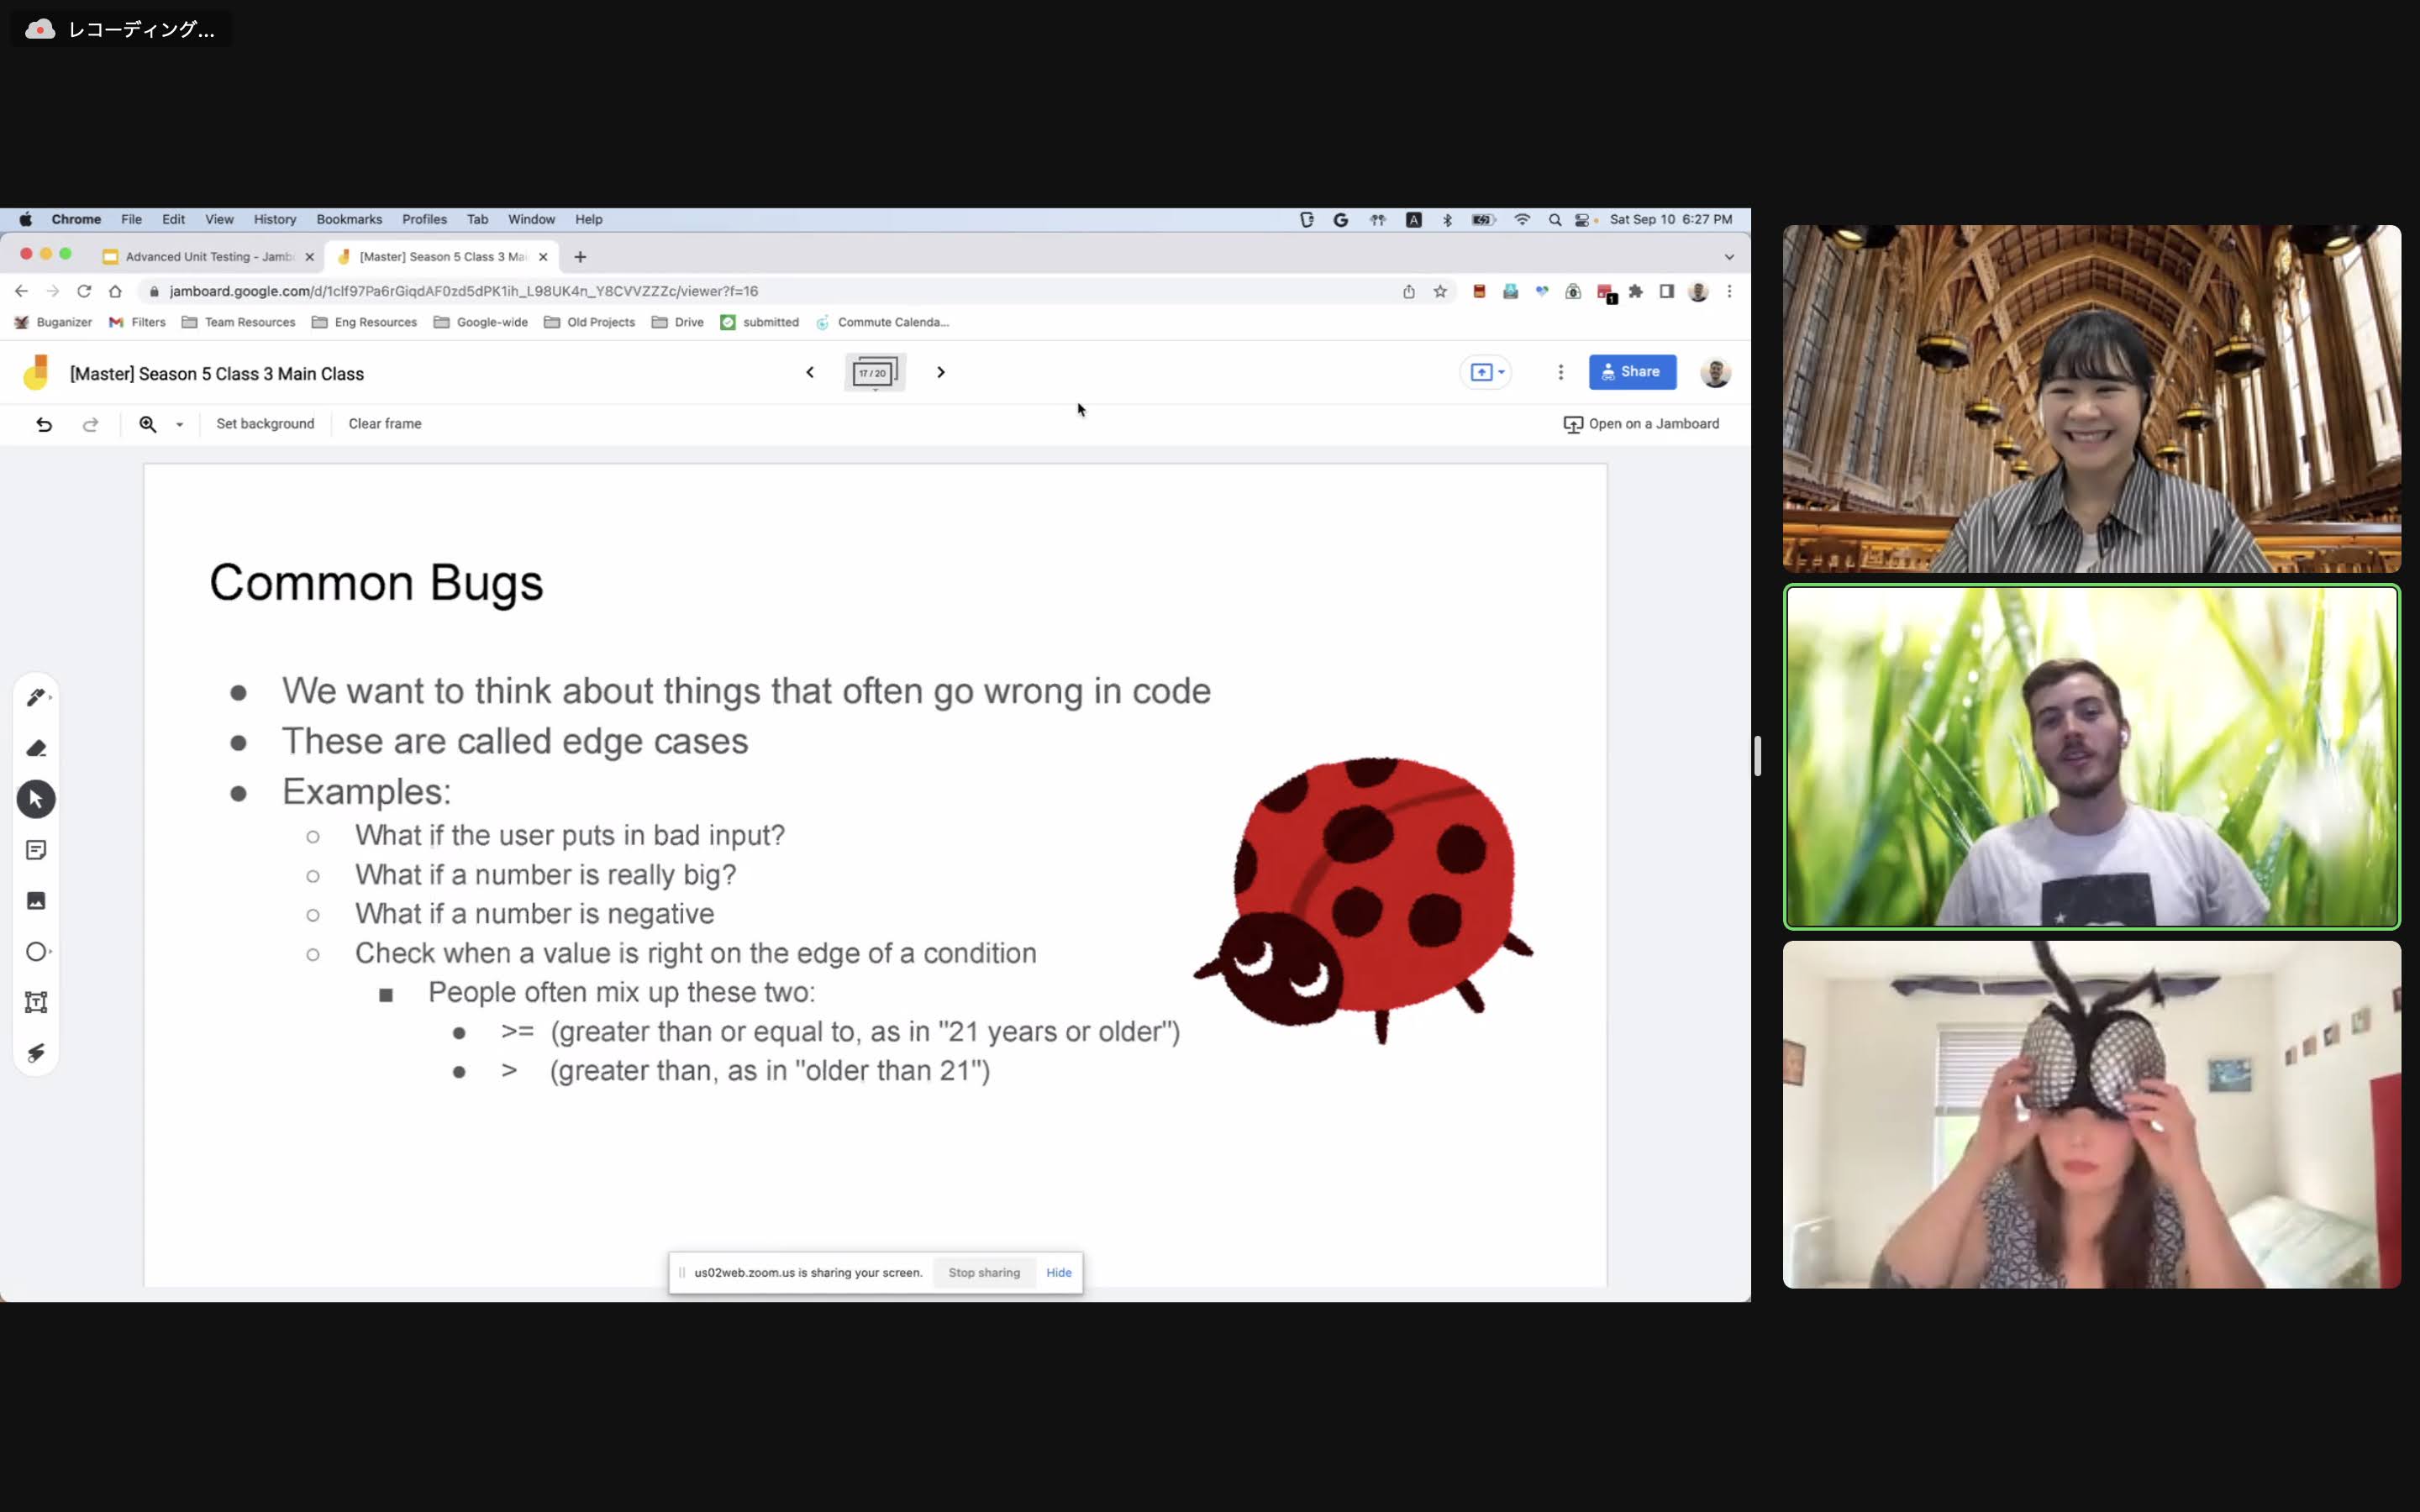 レコーディング...
Chrome File Edit View History Bookmarks Profiles Tab Window Help
A
Sat Sep 10 6:27 PM
Advanced Unit Testing - Jamb
[Master] Season 5 Class 3 Mai
jamboard.google.com/d/1clf97Pa6rGiqdAF0zd5dPK1ih_L98UK4n_Y8CVVZZZc/viewer?f=16
1
Buganizer Filters Team Resources Eng Resources Google-wide Old Projects Drive submitted Commute Calenda...
[Master] Season 5 Class 3 Main Class
17 / 20
Share
Set background Clear frame
Open on a Jamboard
Common Bugs
● We want to think about things that often go wrong in code
● These are called edge cases
● Examples:
○ What if the user puts in bad input?
○ What if a number is really big?
○ What if a number is negative
○ Check when a value is right on the edge of a condition
■ People often mix up these two:
● >= (greater than or equal to, as in "21 years or older")
● > (greater than, as in "older than 21")
us02web.zoom.us is sharing your screen. Stop sharing Hide